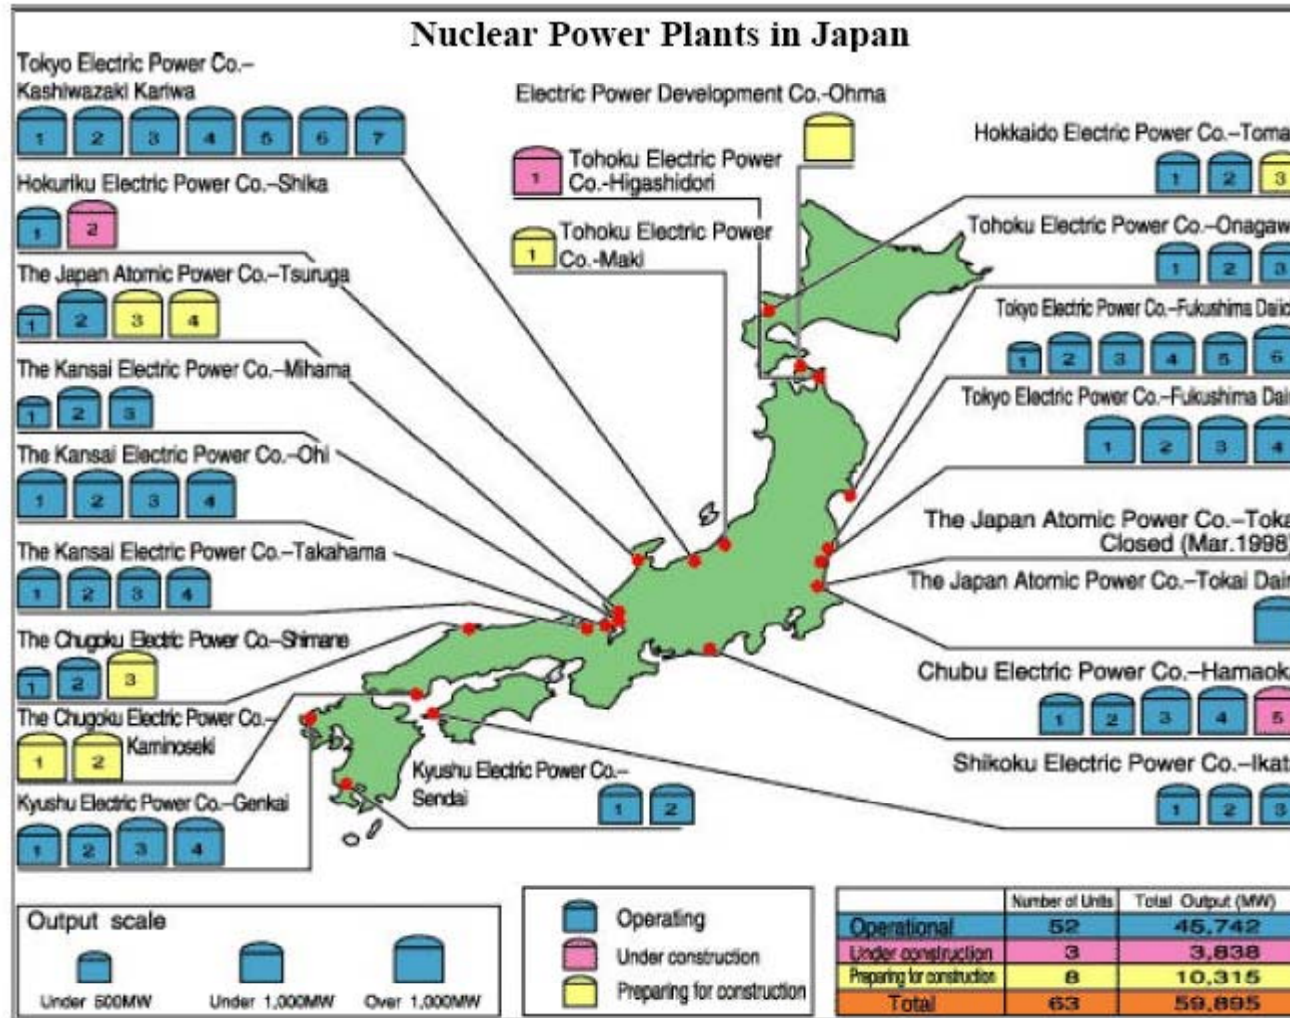 Nuclear Power Plants in Japan
Tokyo Electric Power Co.–
Kashiwazaki Kariwa
1 2 3 4 5 6 7
Hokuriku Electric Power Co.–Shika
1 2
The Japan Atomic Power Co.–Tsuruga
1 2 3 4
The Kansai Electric Power Co.–Mihama
1 2 3
The Kansai Electric Power Co.–Ohi
1 2 3 4
The Kansai Electric Power Co.–Takahama
1 2 3 4
The Chugoku Electric Power Co.–Shimane
1 2 3
The Chugoku Electric Power Co.–
Kaminoseki
1 2
Kyushu Electric Power Co.–Genkai
1 2 3 4
Electric Power Development Co.-Ohma
1 Tohoku Electric Power
Co.-Higashidori
1 Tohoku Electric Power
Co.-Maki
Kyushu Electric Power Co.–
Sendai
1 2
Hokkaido Electric Power Co.–Toma
1 2 3
Tohoku Electric Power Co.–Onagaw
1 2 3
Tokyo Electric Power Co.–Fukushima Daiic
1 2 3 4 5 6
Tokyo Electric Power Co.–Fukushima Dai
1 2 3 4
The Japan Atomic Power Co.–Toka
Closed (Mar.1998)
The Japan Atomic Power Co.–Tokai Dai
Chubu Electric Power Co.–Hamaok
1 2 3 4 5
Shikoku Electric Power Co.–Ikat
1 2 3
Output scale
Under 500MW Under 1,000MW Over 1,000MW
Operating
Under construction
Preparing for construction
Number of Units Total Output (MW)
Operational 52 45,742
Under construction 3 3,838
Preparing for construction 8 10,315
Total 63 59,895